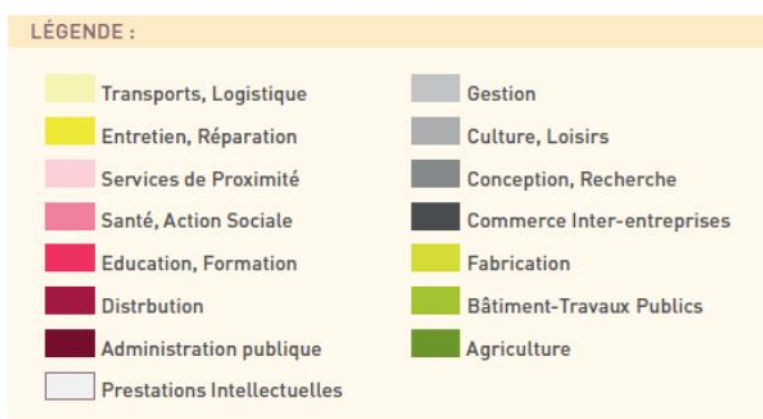 LÉGENDE :
Transports, Logistique
Entretien, Réparation
Services de Proximité
Santé, Action Sociale
Education, Formation
Distrbution
Administration publique
Prestations Intellectuelles
Gestion
Culture, Loisirs
Conception, Recherche
Commerce Inter-entreprises
Fabrication
Bâtiment-Travaux Publics
Agriculture